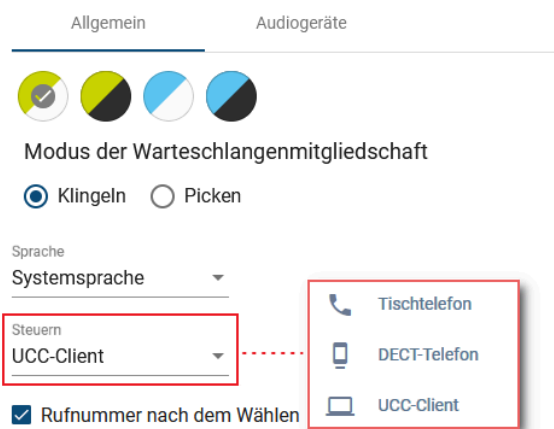 Allgemein
Audiogeräte
Modus der Warteschlangenmitgliedschaft
Klingeln
Picken
Sprache
Systemsprache
Steuern
UCC-Client
Tischtelefon
DECT-Telefon
UCC-Client
Rufnummer nach dem Wählen